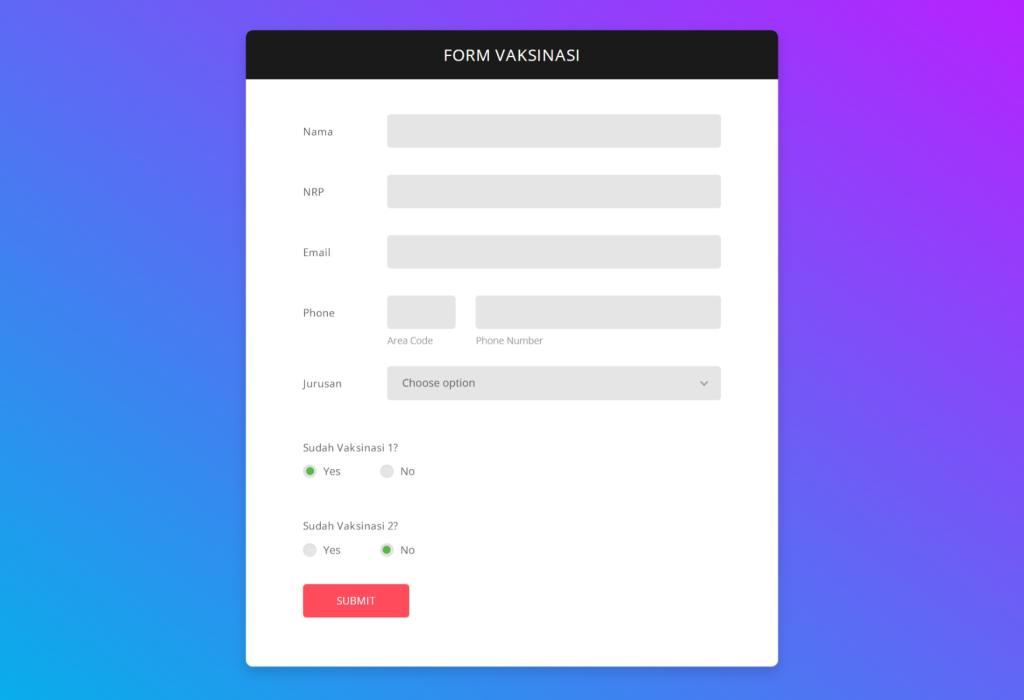 FORM VAKSINASI
Nama
NRP
Email
Phone
Area Code Phone Number
Jurusan Choose option
Sudah Vaksinasi 1?
Yes No
Sudah Vaksinasi 2?
Yes No
SUBMIT